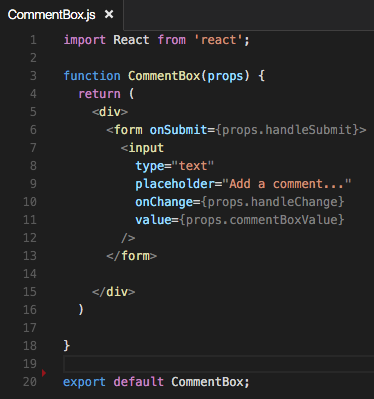 CommentBox.js ×
1 import React from 'react';
2
3 function CommentBox(props) {
4   return (
5     <div>
6       <form onSubmit={props.handleSubmit}>
7         <input
8           type="text"
9           placeholder="Add a comment..."
10           onChange={props.handleChange}
11           value={props.commentBoxValue}
12         />
13       </form>
14
15     </div>
16   )
17
18 }
19
20 export default CommentBox;